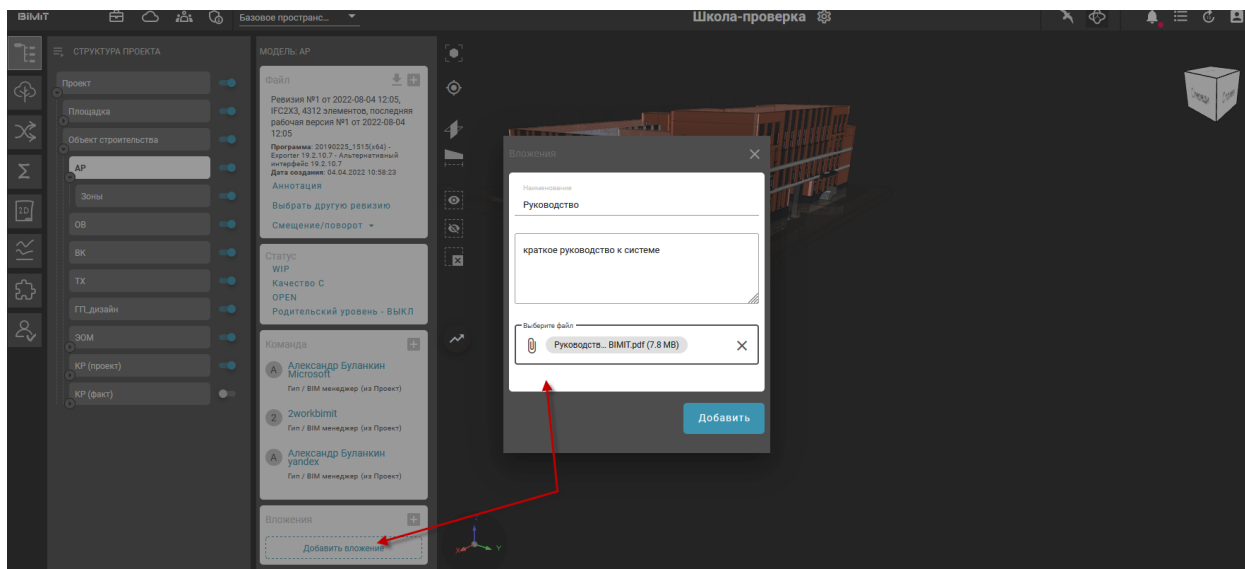 BIMiT
Базовое пространс...
Школа-проверка
СТРУКТУРА ПРОЕКТА
Проект
Площадка
Объект строительства
АР
Зоны
ОВ
ВК
ТХ
ГП_дизайн
ЭОМ
КР (проект)
КР (факт)
МОДЕЛЬ: АР
Файл
Ревизия №1 от 2022-08-04 12:05,
IFC2X3, 4312 элементов, последняя
рабочая версия №1 от 2022-08-04
12:05
Программа: 20190225_1515(x64) -
Exporter 19.2.10.7 - Альтернативный
интерфейс 19.2.10.7
Дата создания: 04.04.2022 10:58:23
Аннотация
Выбрать другую ревизию
Смещение/поворот
Статус
WIP
Качество C
OPEN
Родительский уровень - ВЫКЛ
Команда
А
Александр Буланкин
Microsoft
Гип / BIM менеджер (из Проект)
2
2workbimit
Гип / BIM менеджер (из Проект)
А
Александр Буланкин
yandex
Гип / BIM менеджер (из Проект)
Вложения
Добавить вложение
2D
Вложения
Наименование
Руководство
краткое руководство к системе
Выберите файл
Руководств... BIMIT.pdf (7.8 MB)
Добавить
X
Y